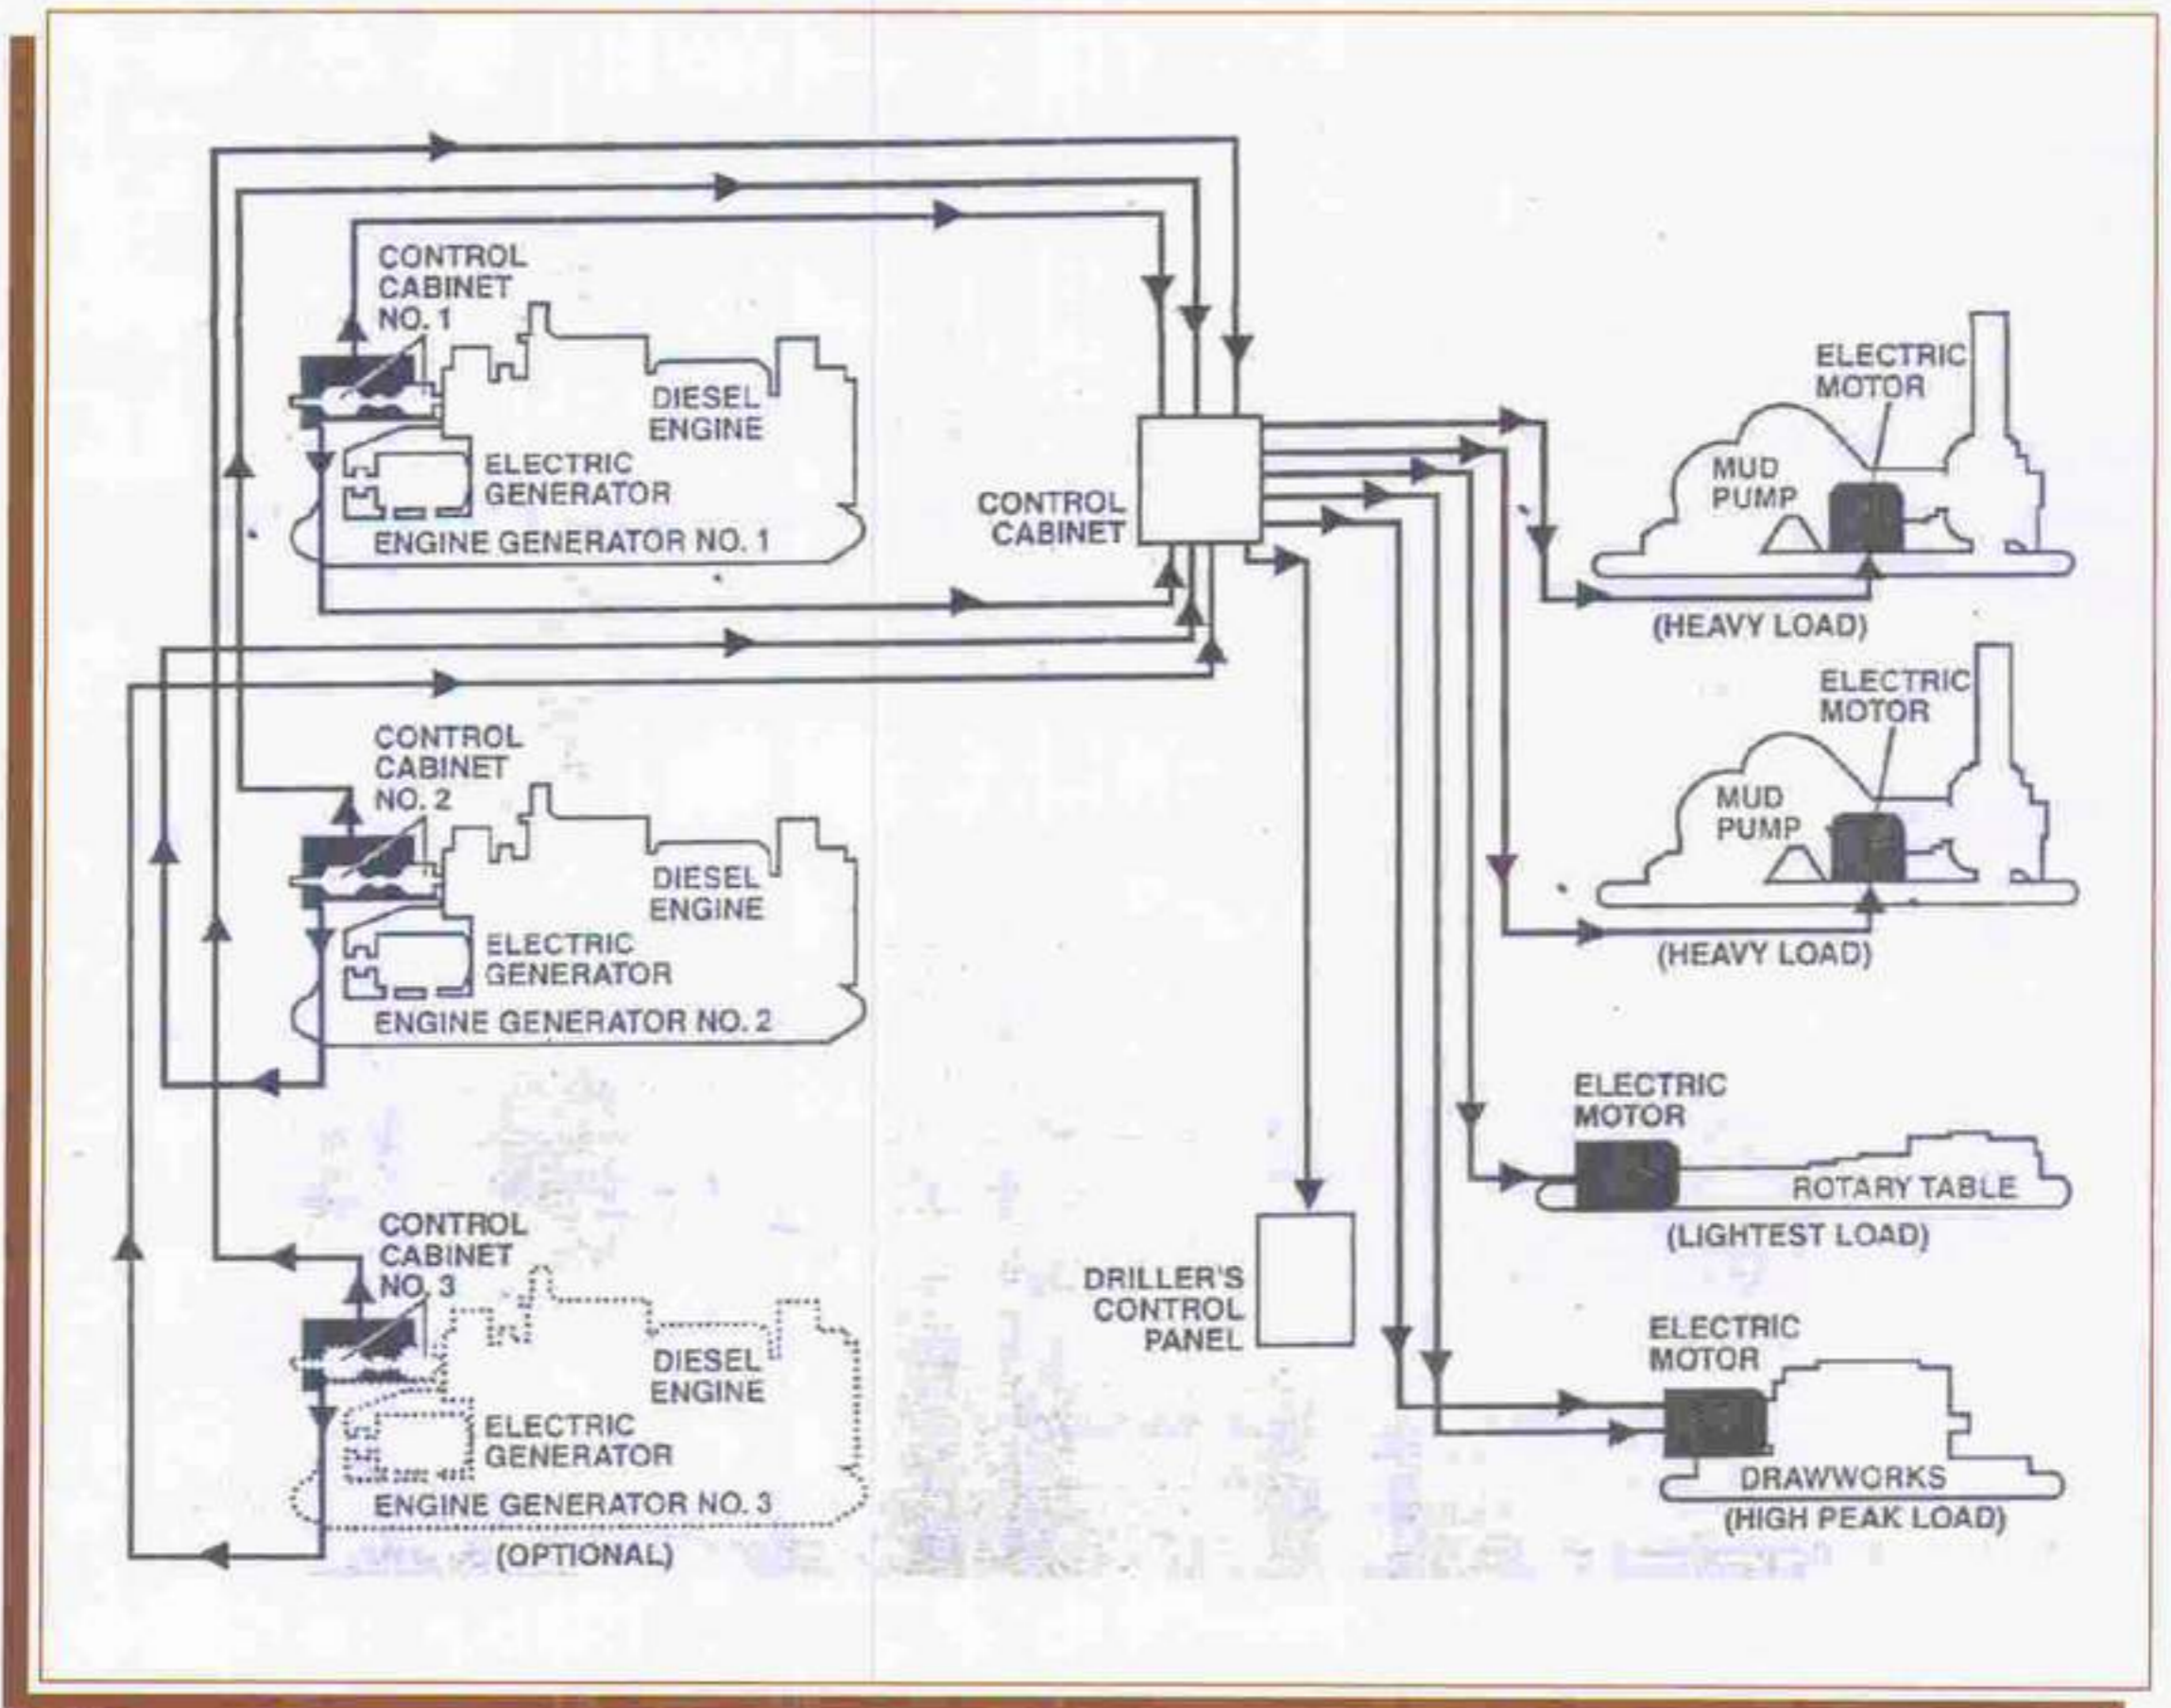 CONTROL
CABINET
NO. 1
DIESEL
ENGINE
ELECTRIC
GENERATOR
ENGINE GENERATOR NO. 1
CONTROL
CABINET
ELECTRIC
MOTOR
MUD
PUMP
(HEAVY LOAD)
CONTROL
CABINET
NO. 2
DIESEL
ENGINE
ELECTRIC
GENERATOR
ENGINE GENERATOR NO. 2
ELECTRIC
MOTOR
MUD
PUMP
(HEAVY LOAD)
ELECTRIC
MOTOR
ROTARY TABLE
(LIGHTEST LOAD)
CONTROL
CABINET
NO. 3
DIESEL
ENGINE
ELECTRIC
GENERATOR
ENGINE GENERATOR NO. 3
(OPTIONAL)
DRILLER'S
CONTROL
PANEL
ELECTRIC
MOTOR
DRAWWORKS
(HIGH PEAK LOAD)